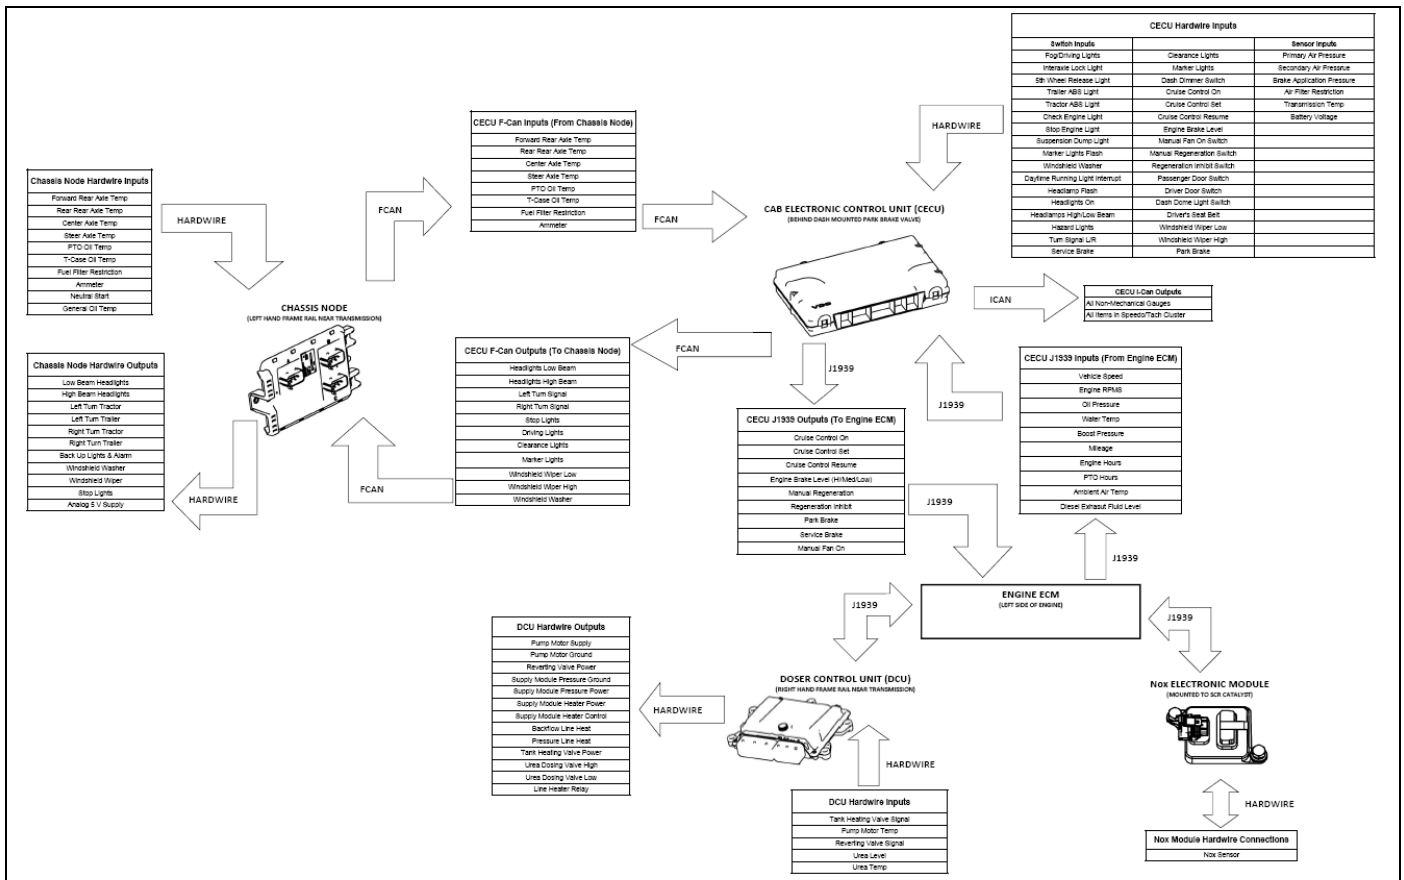 CECU Hardwire Inputs
Switch Inputs Sensor Inputs
Fog/Driving Lights Clearance Lights Primary Air Pressure
Interaxle Lock Light Marker Lights Secondary Air Pressrue
5th Wheel Release Light Dash Dimmer Switch Brake Application Pressure
Trailer ABS Light Cruise Control On Air Filter Restriction
Tractor ABS Light Cruise Control Set Transmission Temp
Check Engine Light Cruise Control Resume Battery Voltage
Stop Engine Light Engine Brake Level
Suspension Dump Light Manual Fan On Switch
Marker Lights Flash Manual Regeneration Switch
Windshield Washer Regeneration Inhibit Switch
Daytime Running Light Interrupt Passenger Door Switch
Headlamp Flash Driver Door Switch
Headlights On Dash Dome Light Switch
Headlamps High/Low Beam Driver's Seat Belt
Hazard Lights Windshield Wiper Low
Turn Signal L/R Windshield Wiper High
Service Brake Park Brake
HARDWIRE
CECU F-Can Inputs (From Chassis Node)
Forward Rear Axle Temp
Rear Rear Axle Temp
Center Axle Temp
Steer Axle Temp
PTO Oil Temp
T-Case Oil Temp
Fuel Filter Restriction
Ammeter
FCAN
FCAN
Chassis Node Hardwire Inputs
Forward Rear Axle Temp
Rear Rear Axle Temp
Center Axle Temp
Steer Axle Temp
PTO Oil Temp
T-Case Oil Temp
Fuel Filter Restriction
Ammeter
Neutral Start
General Oil Temp
HARDWIRE
CAB ELECTRONIC CONTROL UNIT (CECU)
(BEHIND DASH MOUNTED PARK BRAKE VALVE)
ICAN
CECU I-Can Outputs
All Non-Mechanical Gauges
All Items in Speedo/Tach Cluster
CHASSIS NODE
(LEFT HAND FRAME RAIL NEAR TRANSMISSION)
FCAN
CECU F-Can Outputs (To Chassis Node)
Headlights Low Beam
Headlights High Beam
Left Turn Signal
Right Turn Signal
Stop Lights
Driving Lights
Clearance Lights
Marker Lights
Windshield Wiper Low
Windshield Wiper High
Windshield Washer
FCAN
Chassis Node Hardwire Outputs
Low Beam Headlights
High Beam Headlights
Left Turn Tractor
Left Turn Trailer
Right Turn Tractor
Right Turn Trailer
Back Up Lights & Alarm
Windshield Washer
Windshield Wiper
Stop Lights
Analog 5 V Supply
HARDWIRE
J1939
J1939
CECU J1939 Inputs (From Engine ECM)
Vehicle Speed
Engine RPMS
Oil Pressure
Water Temp
Boost Pressure
Mileage
Engine Hours
PTO Hours
Ambient Air Temp
Diesel Exhasut Fluid Level
CECU J1939 Outputs (To Engine ECM)
Cruise Control On
Cruise Control Set
Cruise Control Resume
Engine Brake Level (Hi/Med/Low)
Manual Regeneration
Regeneration Inhibit
Park Brake
Service Brake
Manual Fan On
J1939
J1939
ENGINE ECM
(LEFT SIDE OF ENGINE)
J1939
J1939
DCU Hardwire Outputs
Pump Motor Supply
Pump Motor Ground
Reverting Valve Power
Supply Module Pressure Ground
Supply Module Pressure Power
Supply Module Heater Power
Supply Module Heater Control
Backflow Line Heat
Pressure Line Heat
Tank Heating Valve Power
Urea Dosing Valve High
Urea Dosing Valve Low
Line Heater Relay
HARDWIRE
DOSER CONTROL UNIT (DCU)
(RIGHT HAND FRAME RAIL NEAR TRANSMISSION)
HARDWIRE
DCU Hardwire Inputs
Tank Heating Valve Signal
Pump Motor Temp
Reverting Valve Signal
Urea Level
Urea Temp
Nox ELECTRONIC MODULE
(MOUNTED TO SCR CATALYST)
HARDWIRE
Nox Module Hardwire Connections
Nox Sensor